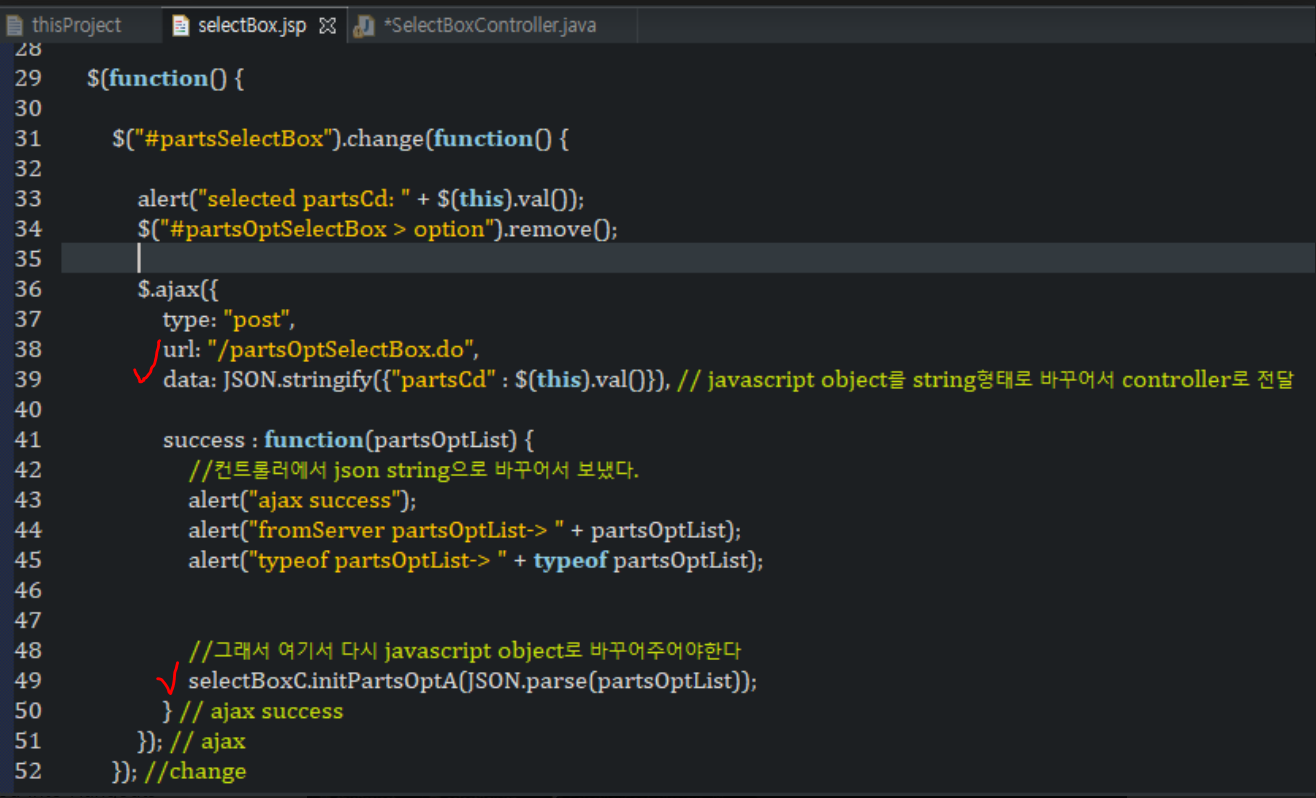 thisProject selectBox.jsp *SelectBoxController.java
28
29 $(function() {
30
31 $("#partsSelectBox").change(function() {
32
33 alert("selected partsCd: " + $(this).val());
34 $("#partsOptSelectBox > option").remove();
35
36 $.ajax({
37 type: "post",
38 url: "/partsOptSelectBox.do",
39 data: JSON.stringify({"partsCd" : $(this).val()}), // javascript object를 string형태로 바꾸어서 controller로 전달
40
41 success : function(partsOptList) {
42 //컨트롤러에서 json string으로 바꾸어서 보냈다.
43 alert("ajax success");
44 alert("fromServer partsOptList-> " + partsOptList);
45 alert("typeof partsOptList-> " + typeof partsOptList);
46
47
48 //그래서 여기서 다시 javascript object로 바꾸어주어야한다
49 selectBoxC.initPartsOptA(JSON.parse(partsOptList));
50 } // ajax success
51 }); // ajax
52 }); //change